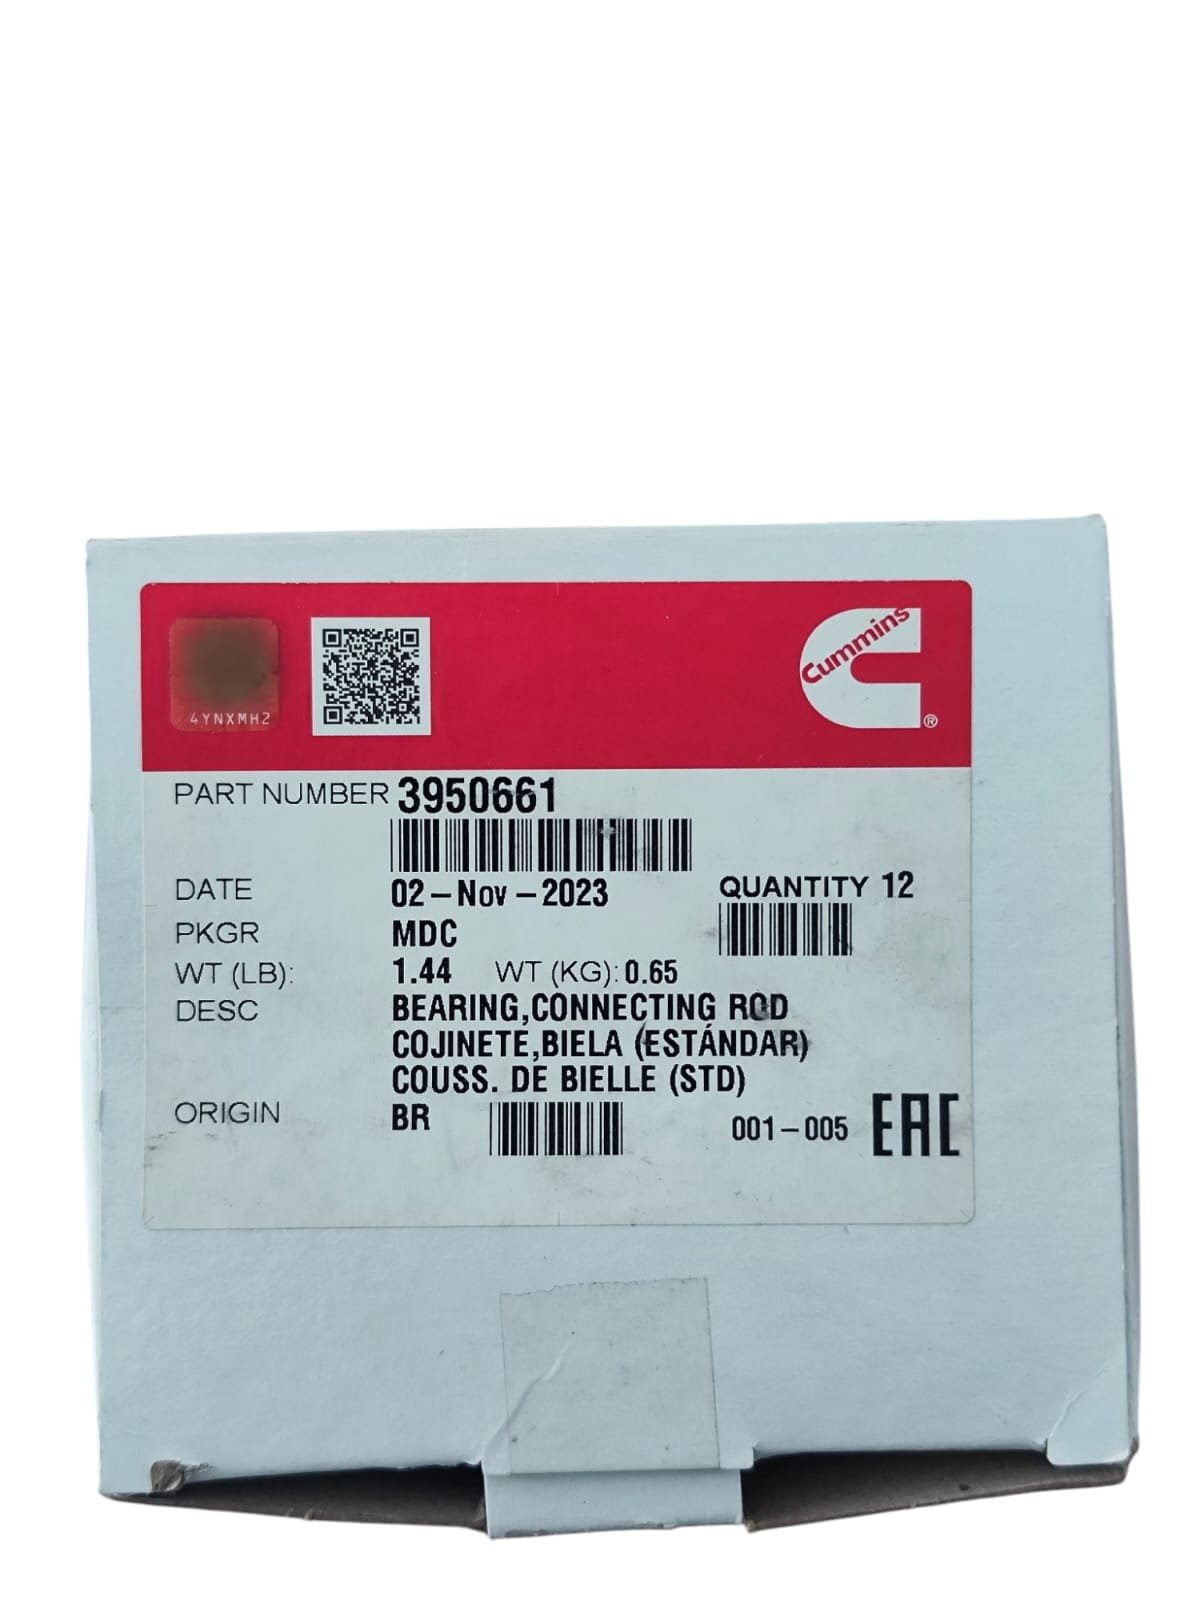 4YNXMH2
Cummins
®
PART NUMBER 3950661
DATE 02-Nov-2023 QUANTITY 12
PKGR MDC
WT (LB): 1.44 WT (KG): 0.65
DESC BEARING,CONNECTING ROD
COJINETE,BIELA (ESTÁNDAR)
COUSS. DE BIELLE (STD)
ORIGIN BR 001-005 EAC